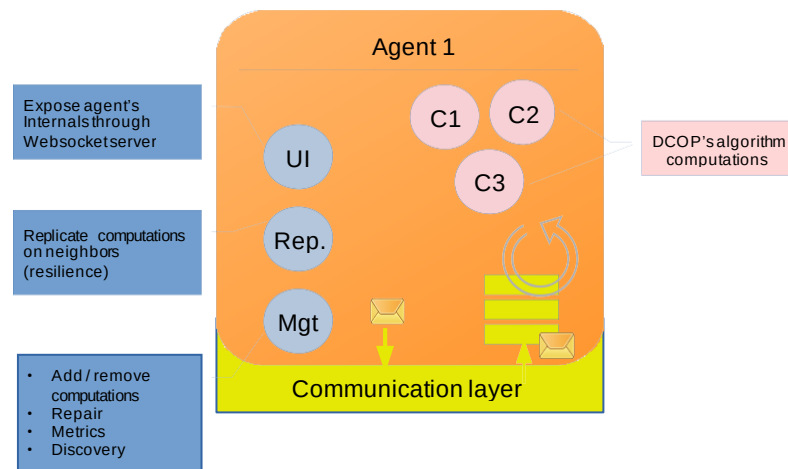 Agent 1
Expose agent's
Internals through
Websocket server
UI
C1
C2
C3
DCOP's algorithm
computations
Replicate computations
on neighbors
(resilience)
Rep.
Mgt
• Add / remove
computations
• Repair
• Metrics
• Discovery
Communication layer